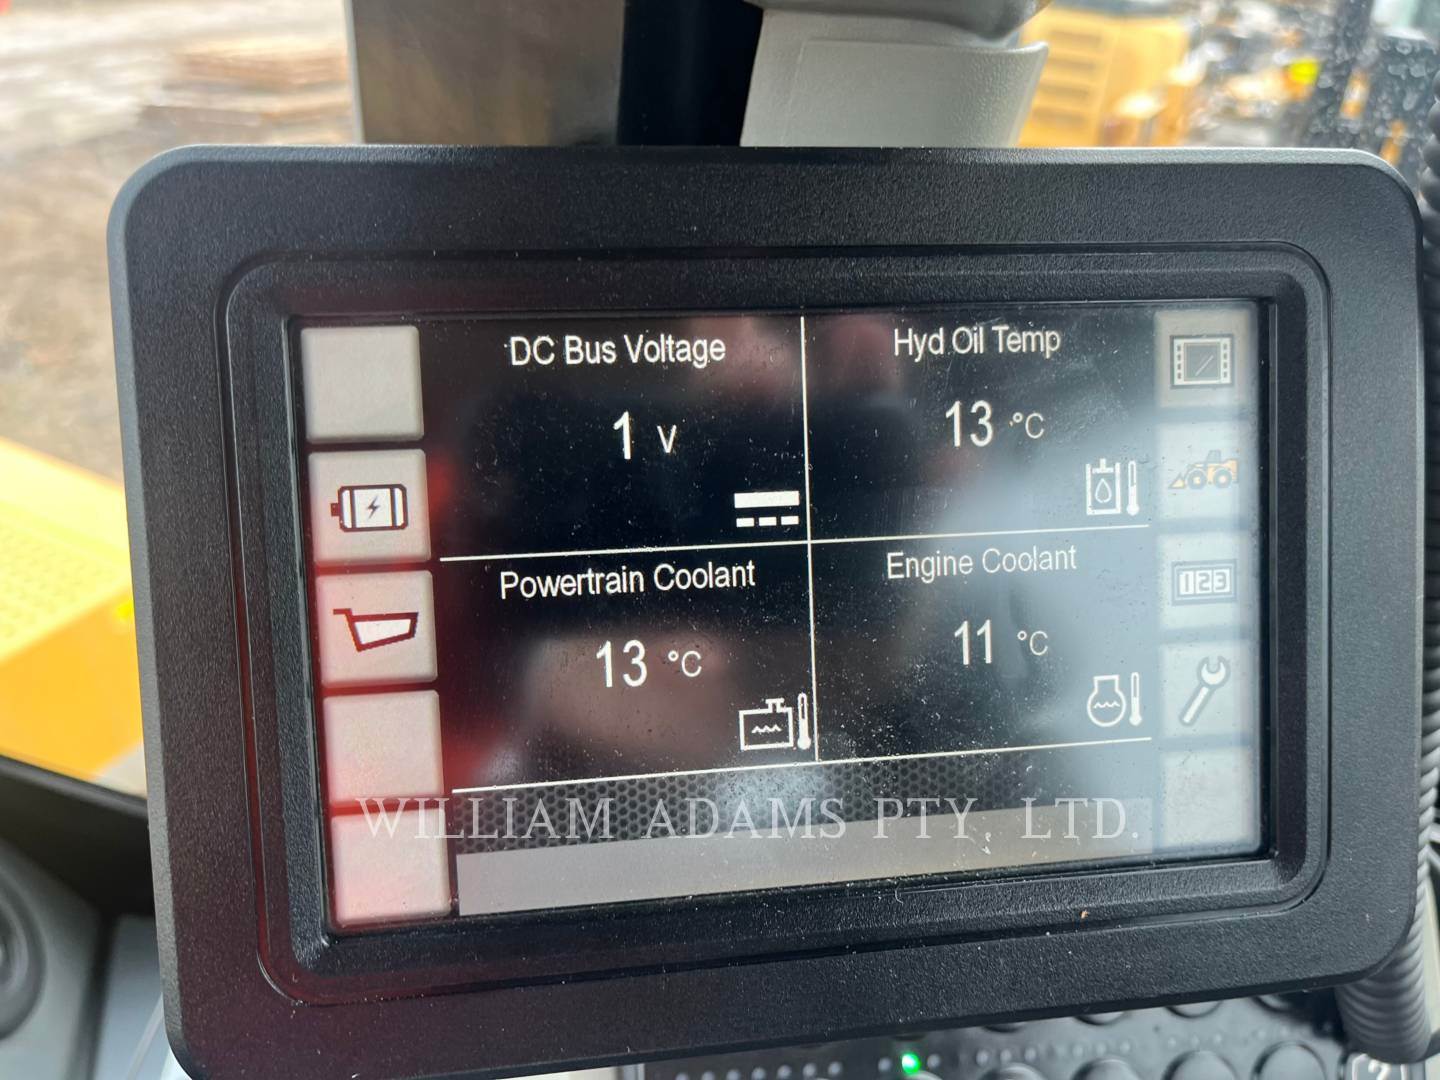 DC Bus Voltage
1 V
Hyd Oil Temp
13 °C
Powertrain Coolant
13 °C
Engine Coolant
11 °C
123
WILLIAM ADAMS PTY, LTD.
?